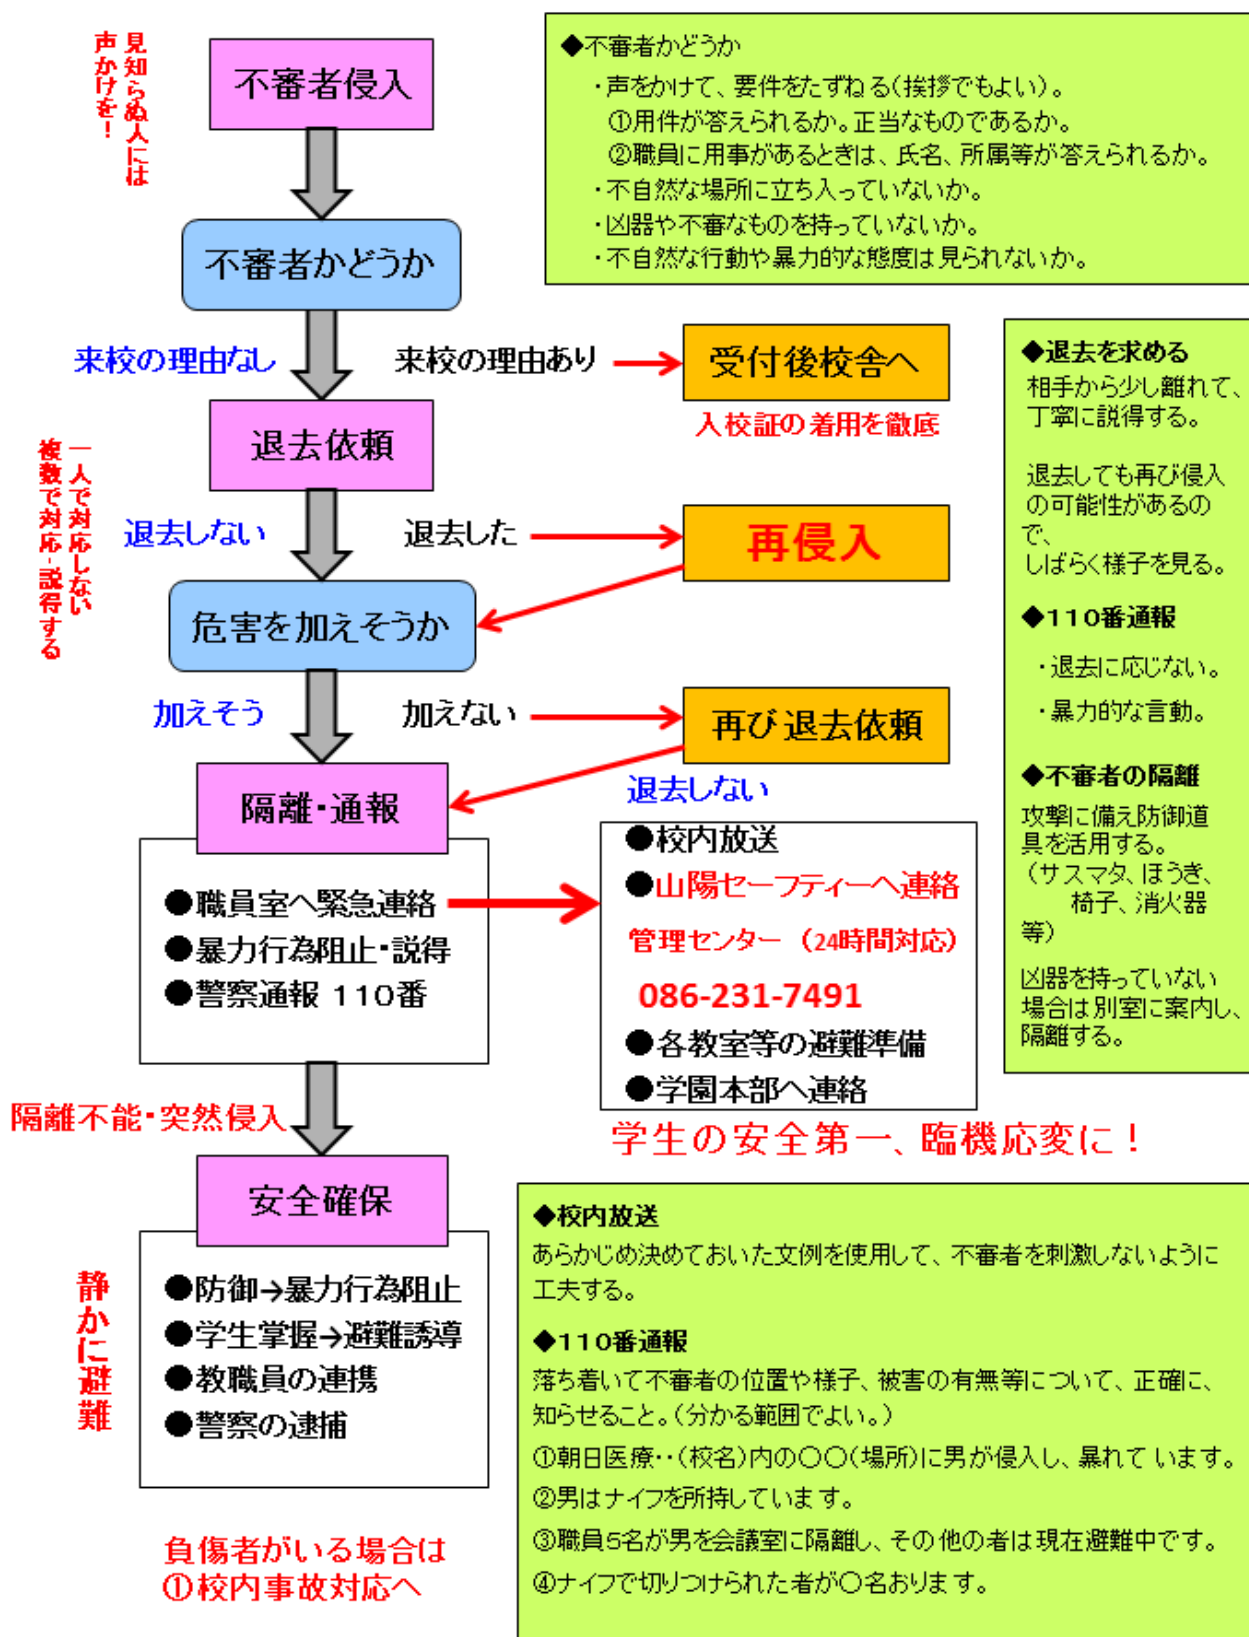 見知らぬ人には
声かけを！
不審者侵入
◆不審者かどうか
・声をかけて、要件をたずねる(挨拶でもよい)。
①用件が答えられるか。正当なものであるか。
②職員に用事があるときは、氏名、所属等が答えられるか。
・不自然な場所に立ち入っていないか。
・凶器や不審なものを持っていないか。
・不自然な行動や暴力的な態度は見られないか。
不審者かどうか
来校の理由なし
来校の理由あり
受付後校舎へ
入校証の着用を徹底
退去依頼
一人で対応しない
複数で対応・説得する
退去しない
退去した
再侵入
危害を加えそうか
加えそう
加えない
再び退去依頼
退去しない
◆退去を求める
相手から少し離れて、
丁寧に説得する。
退去しても再び侵入
の可能性があるの
で、
しばらく様子を見る。
◆110番通報
・退去に応じない。
・暴力的な言動。
◆不審者の隔離
攻撃に備え防御道
具を活用する。
(サスマタ、ほうき、
椅子、消火器
等)
凶器を持っていない
場合は別室に案内し、
隔離する。
隔離・通報
●職員室へ緊急連絡
●暴力行為阻止・説得
●警察通報 110番
●校内放送
●山陽セーフティーへ連絡
管理センター （24時間対応）
086-231-7491
●各教室等の避難準備
●学園本部へ連絡
隔離不能・突然侵入
学生の安全第一、臨機応変に！
安全確保
静かに避難
●防御→暴力行為阻止
●学生掌握→避難誘導
●教職員の連携
●警察の逮捕
負傷者がいる場合は
①校内事故対応へ
◆校内放送
あらかじめ決めておいた文例を使用して、不審者を刺激しないように
工夫する。
◆110番通報
落ち着いて不審者の位置や様子、被害の有無等について、正確に、
知らせること。(分かる範囲でよい。)
①朝日医療・・(校名)内の〇〇(場所)に男が侵入し、暴れています。
②男はナイフを所持しています。
③職員5名が男を会議室に隔離し、その他の者は現在避難中です。
④ナイフで切りつけられた者が〇名おります。